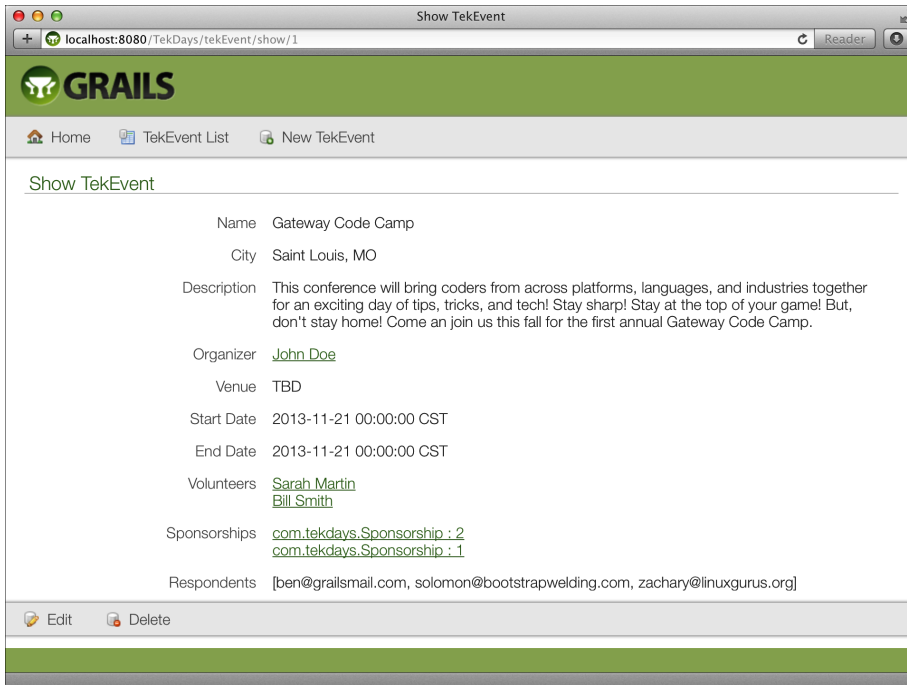 Show TekEvent
localhost:8080/TekDays/tekEvent/show/1
Reader
GRAILS
Home
TekEvent List
New TekEvent
Show TekEvent
Name Gateway Code Camp
City Saint Louis, MO
Description This conference will bring coders from across platforms, languages, and industries together
for an exciting day of tips, tricks, and tech! Stay sharp! Stay at the top of your game! But,
don't stay home! Come an join us this fall for the first annual Gateway Code Camp.
Organizer John Doe
Venue TBD
Start Date 2013-11-21 00:00:00 CST
End Date 2013-11-21 00:00:00 CST
Volunteers Sarah Martin
Bill Smith
Sponsorships com.tekdays.Sponsorship : 2
com.tekdays.Sponsorship : 1
Respondents [ben@grailsmail.com, solomon@bootstrapwelding.com, zachary@linuxgurus.org]
Edit
Delete